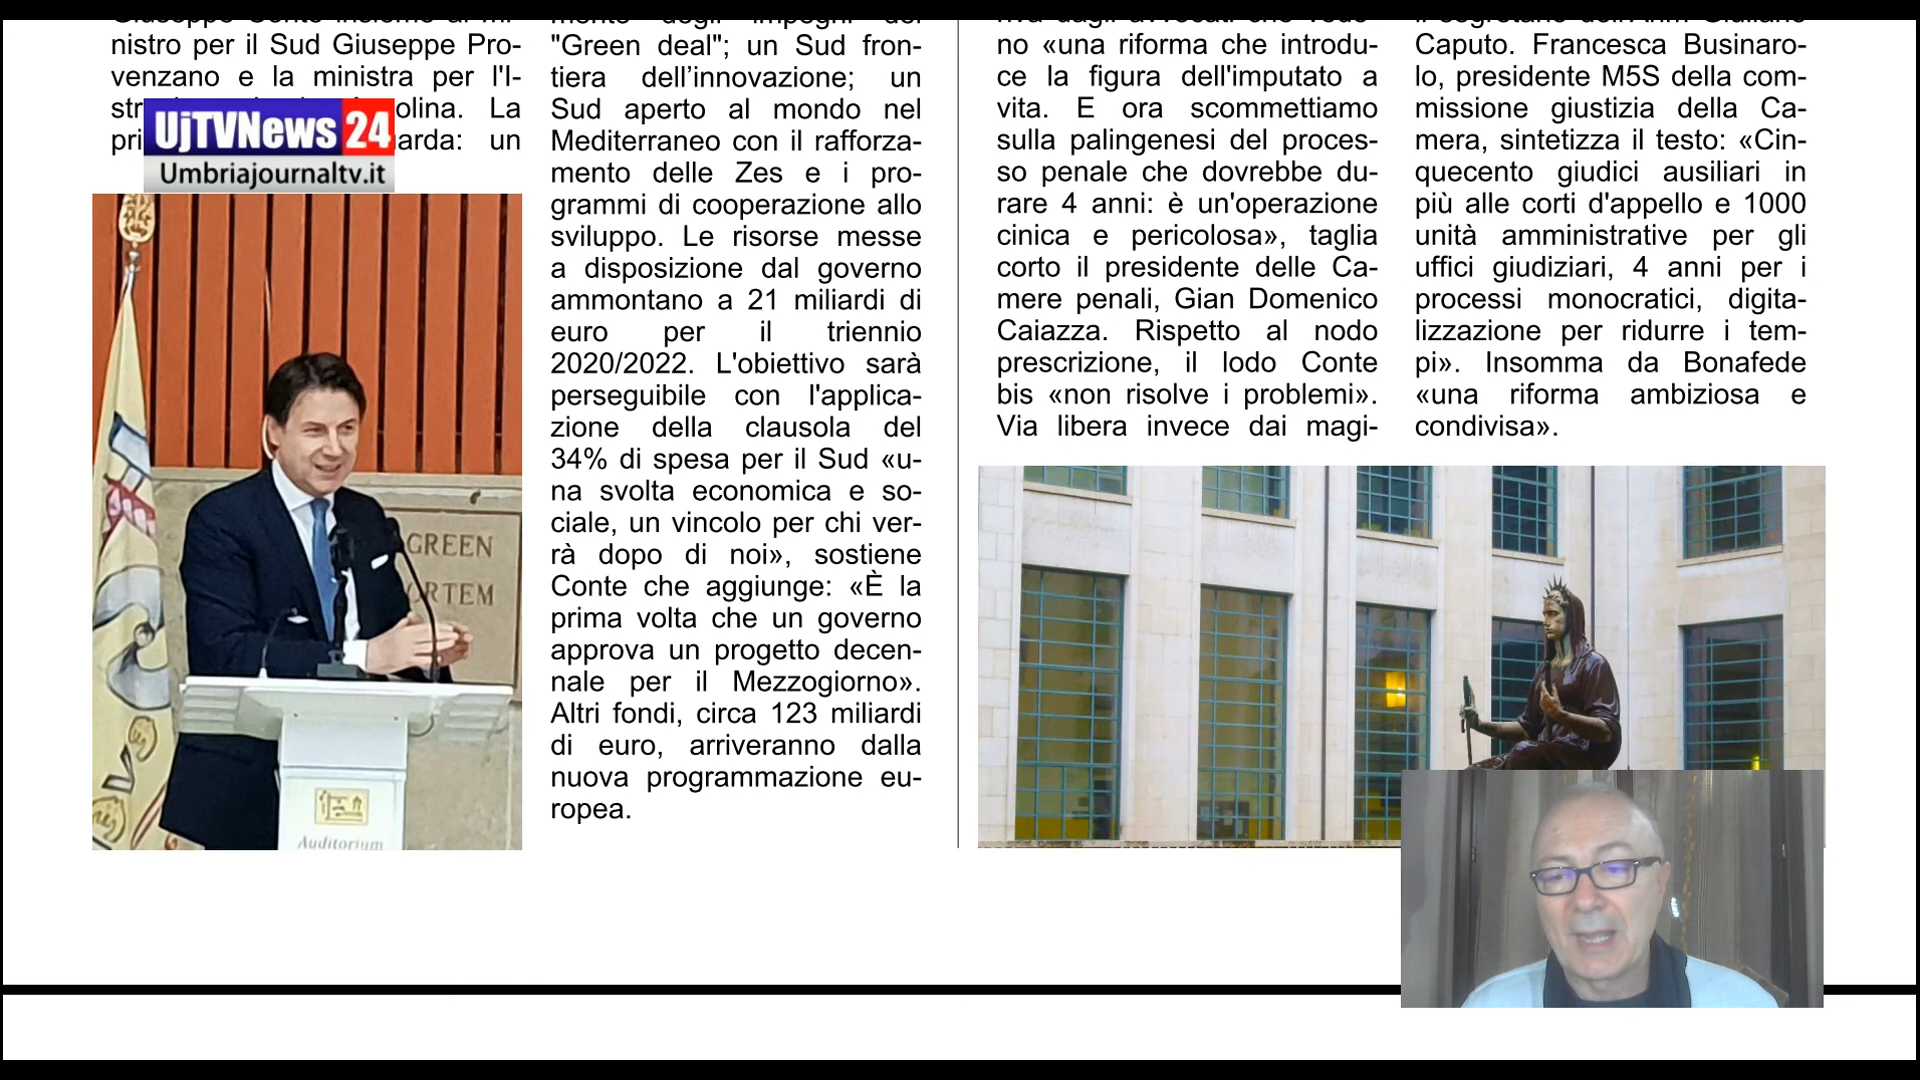 nistro per il Sud Giuseppe Pro-
venzano e la ministra per l'I-
str olina. La
pri arda: un
UjTVNews 24
Umbriajournaltv.it
GREEN
ORTEM
Auditorium
"Green deal"; un Sud fron-
tiera dell’innovazione; un
Sud aperto al mondo nel
Mediterraneo con il rafforza-
mento delle Zes e i pro-
grammi di cooperazione allo
sviluppo. Le risorse messe
a disposizione dal governo
ammontano a 21 miliardi di
euro per il triennio
2020/2022. L'obiettivo sarà
perseguibile con l'applica-
zione della clausola del
34% di spesa per il Sud «u-
na svolta economica e so-
ciale, un vincolo per chi ver-
rà dopo di noi», sostiene
Conte che aggiunge: «È la
prima volta che un governo
approva un progetto decen-
nale per il Mezzogiorno».
Altri fondi, circa 123 miliardi
di euro, arriveranno dalla
nuova programmazione eu-
ropea.
no «una riforma che introdu-
ce la figura dell'imputato a
vita. E ora scommettiamo
sulla palingenesi del proces-
so penale che dovrebbe du-
rare 4 anni: è un'operazione
cinica e pericolosa», taglia
corto il presidente delle Ca-
mere penali, Gian Domenico
Caiazza. Rispetto al nodo
prescrizione, il lodo Conte
bis «non risolve i problemi».
Via libera invece dai magi-
Caputo. Francesca Businaro-
lo, presidente M5S della com-
missione giustizia della Ca-
mera, sintetizza il testo: «Cin-
quecento giudici ausiliari in
più alle corti d'appello e 1000
unità amministrative per gli
uffici giudiziari, 4 anni per i
processi monocratici, digita-
lizzazione per ridurre i tem-
pi». Insomma da Bonafede
«una riforma ambiziosa e
condivisa».